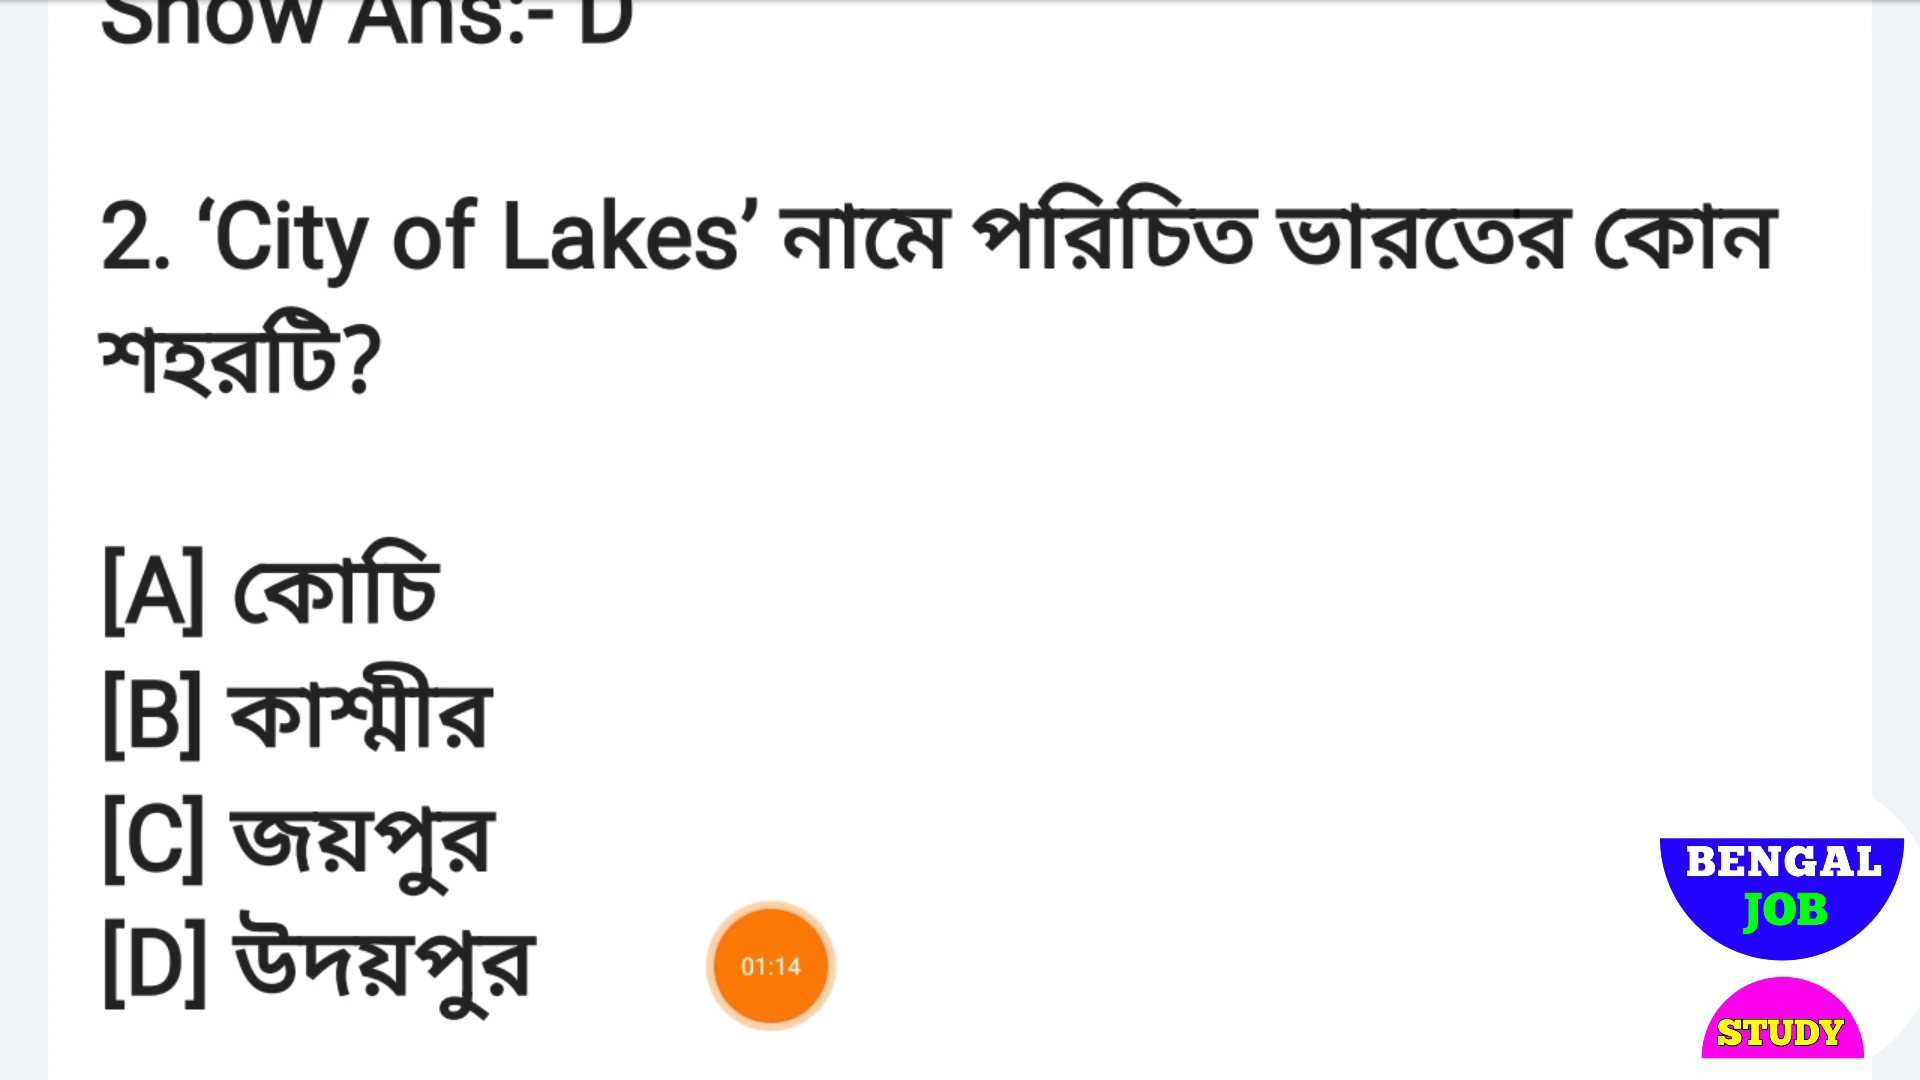 Show Ans:- D
2. ‘City of Lakes’ নামে পরিচিত ভারতের কোন
শহরটি?
[A] কোচি
[B] কাশ্মীর
[C] জয়পুর
[D] উদয়পুর
01:14
BENGAL
JOB
STUDY